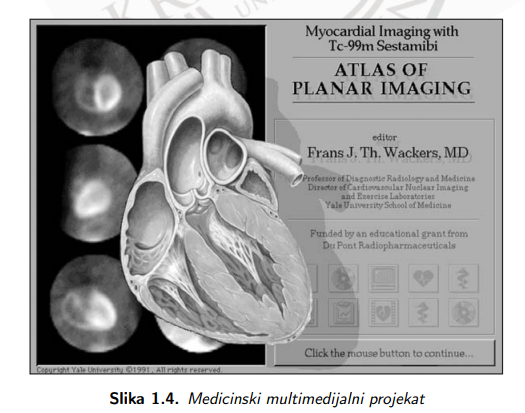 Myocardial Imaging with
Tc-99m Sestamibi
ATLAS OF
PLANAR IMAGING
editor
Frans J. Th. Wackers, MD
Professor of Diagnostic Radiology and Medicine
Director of Cardiovascular Nuclear Imaging
and Exercise Laboratories
Yale University School of Medicine
Funded by an educational grant from
Du Pont Radiopharmaceuticals
Click the mouse button to continue...
Copyright Yale University ©1991, All rights reserved.
Slika 1.4. Medicinski multimedijalni projekat